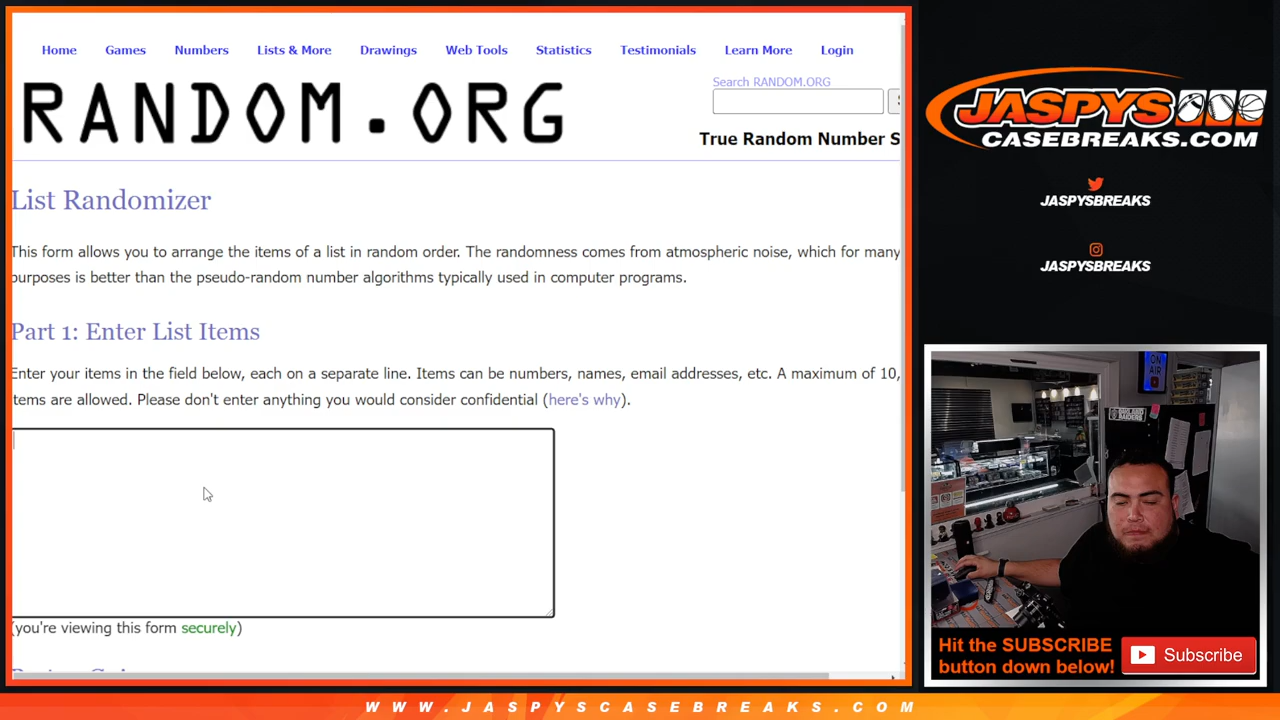 Home Games Numbers Lists & More Drawings Web Tools Statistics Testimonials Learn More Login
RANDOM.ORG
Search RANDOM.ORG
True Random Number S
List Randomizer
This form allows you to arrange the items of a list in random order. The randomness comes from atmospheric noise, which for many
purposes is better than the pseudo-random number algorithms typically used in computer programs.
Part 1: Enter List Items
Enter your items in the field below, each on a separate line. Items can be numbers, names, email addresses, etc. A maximum of 10,
items are allowed. Please don't enter anything you would consider confidential (here's why).
(you're viewing this form securely)
JASPYS
CASEBREAKS.COM
JASPYSBREAKS
JASPYSBREAKS
ON
AIR
Hit the SUBSCRIBE
button down below!
Subscribe
WWW.JASPYSCASEBREAKS.COM